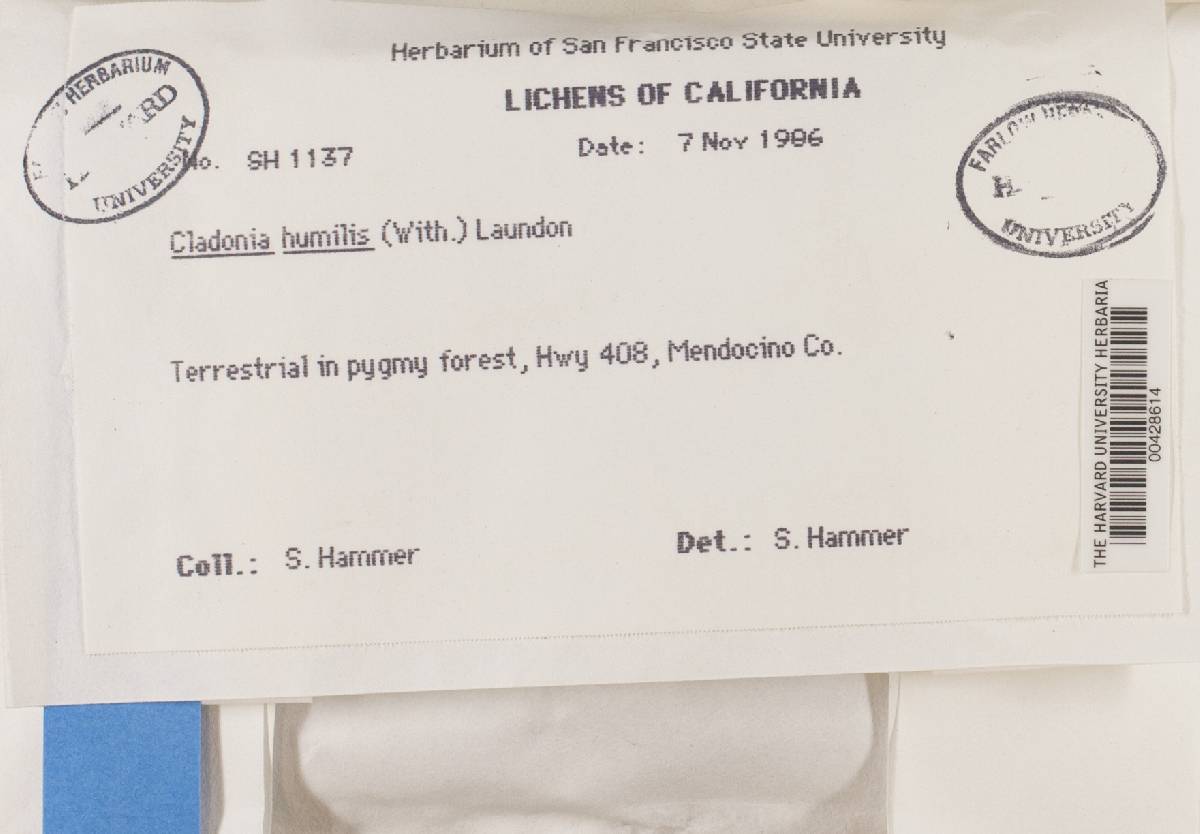 Herbarium of San Francisco State University
LICHENS OF CALIFORNIA
HERBARIUM
UNIVERSITY
FARLOW
UNIVERSITY
No. SH 1137
Date: 7 Nov 1986
Cladonia humilis (With.) Laundon
Terrestrial in pygmy forest, Hwy 408, Mendocino Co.
Coll.: S. Hammer
Det.: S. Hammer
THE HARVARD UNIVERSITY HERBARIA
00428614